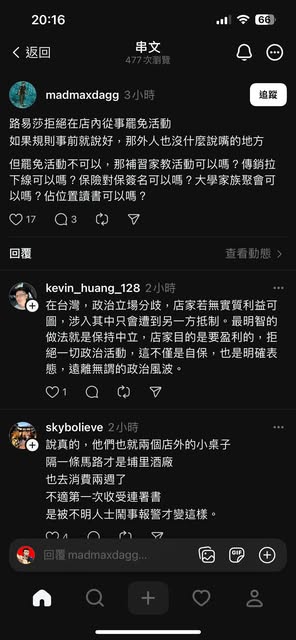 20:16
66
返回
串文
477 次瀏覽
madmaxdagg 3小時
追蹤
路易莎拒絕在店內從事罷免活動
如果規則事前就說好，那外人也沒什麼說嘴的地方
但罷免活動不可以，那補習家教活動可以嗎？傳銷拉
下線可以嗎？保險對保簽名可以嗎？大學家族聚會可
以嗎？佔位置讀書可以嗎？
17 3
回覆
查看動態
kevin_huang_128 2小時
在台灣，政治立場分歧，店家若無實質利益可
圖，涉入其中只會遭到另一方抵制。最明智的
做法就是保持中立，店家目的是要盈利的，拒
絕一切政治活動，這不僅是自保，也是明確表
態，遠離無謂的政治風波。
1
skybolieve 2小時
說真的，他們也就兩個店外的小桌子
隔一條馬路才是埔里酒廠
也去消費兩週了
不適第一次收受連署書
是被不明人士鬧事報警才變這樣。
4
回覆 madmaxdagg...
GIF